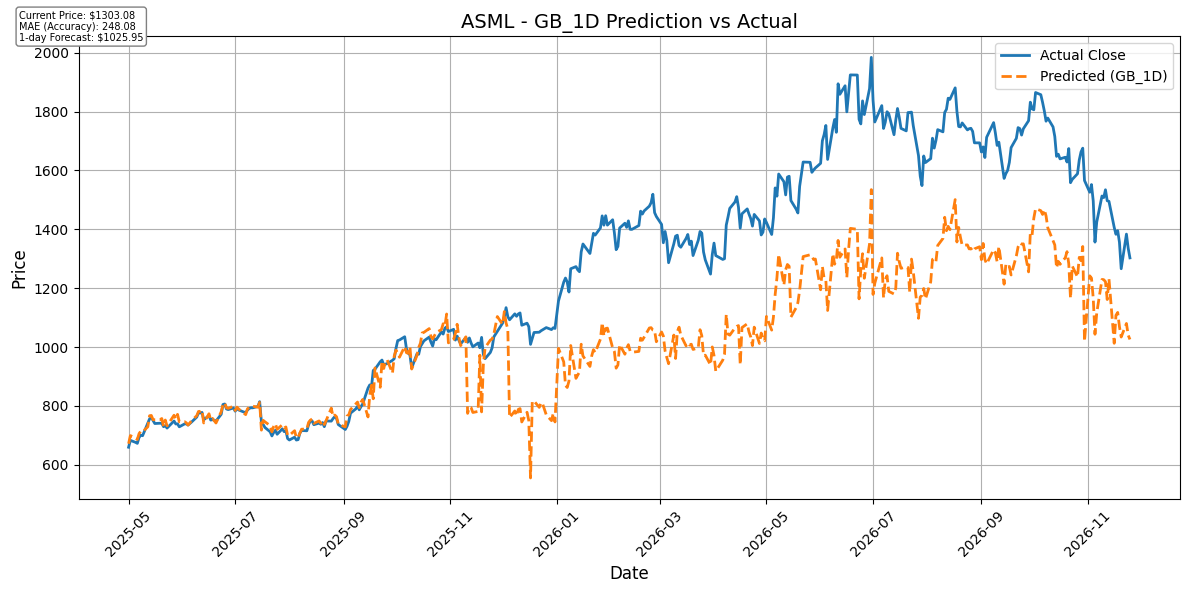 ASML - GB_1D Prediction vs Actual
Current Price: $1303.08
MAE (Accuracy): 248.08
1-day Forecast: $1025.95
Actual Close
Predicted (GB_1D)
Price
2000
1800
1600
1400
1200
1000
800
600
2025-05
2025-07
2025-09
2025-11
2026-01
2026-03
2026-05
2026-07
2026-09
2026-11
Date